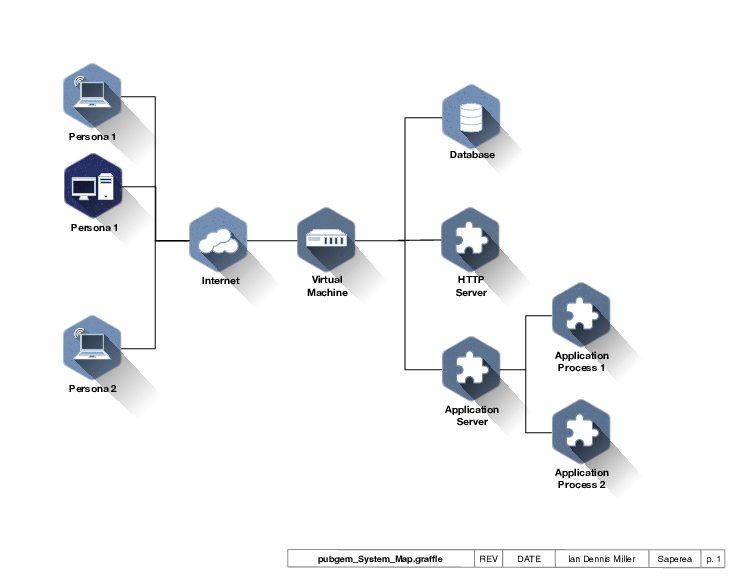 Persona 1
Database
Persona 1
Internet
Virtual
Machine
HTTP
Server
Persona 2
Application
Server
Application
Process 1
Application
Process 2
pubgem_System_Map.graffle REV DATE Ian Dennis Miller Saperea p. 1